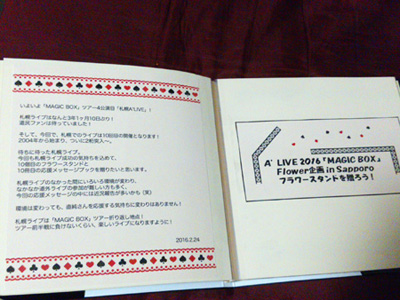 いよいよ「MAGIC BOX」ツアー4公演目「札幌A'LIVE」！
札幌ライブはなんと3年1ヶ月10日ぶり！
道民ファンは待っていました！
そして、今回で、札幌でのライブは10回目の開催となります！
2004年から始まり、ついに2桁突入〜。
待ちに待った札幌ライブ。
今回も札幌ライブ成功の気持ちを込めて、
10個目のフラワースタンドと
10冊目の応援メッセージブックを贈りたいと思います。
札幌ライブのなかった間にいろいろ環境が変わり、
なかなか道外ライブの参加が難しい方も多く、
今回の応援メッセージの中には近況報告が多いかも（笑）
環境は変わっても、直純さんを応援する気持ちに変わりはありません！
札幌ライブは「MAGIC BOX」ツアー折り返し地点！
ツアー前半戦に負けないくらい、楽しいライブになりますように！
2016.2.24
A' LIVE 2016「MAGIC BOX」
Flower企画 in Sapporo
フラワースタンドを贈ろう！